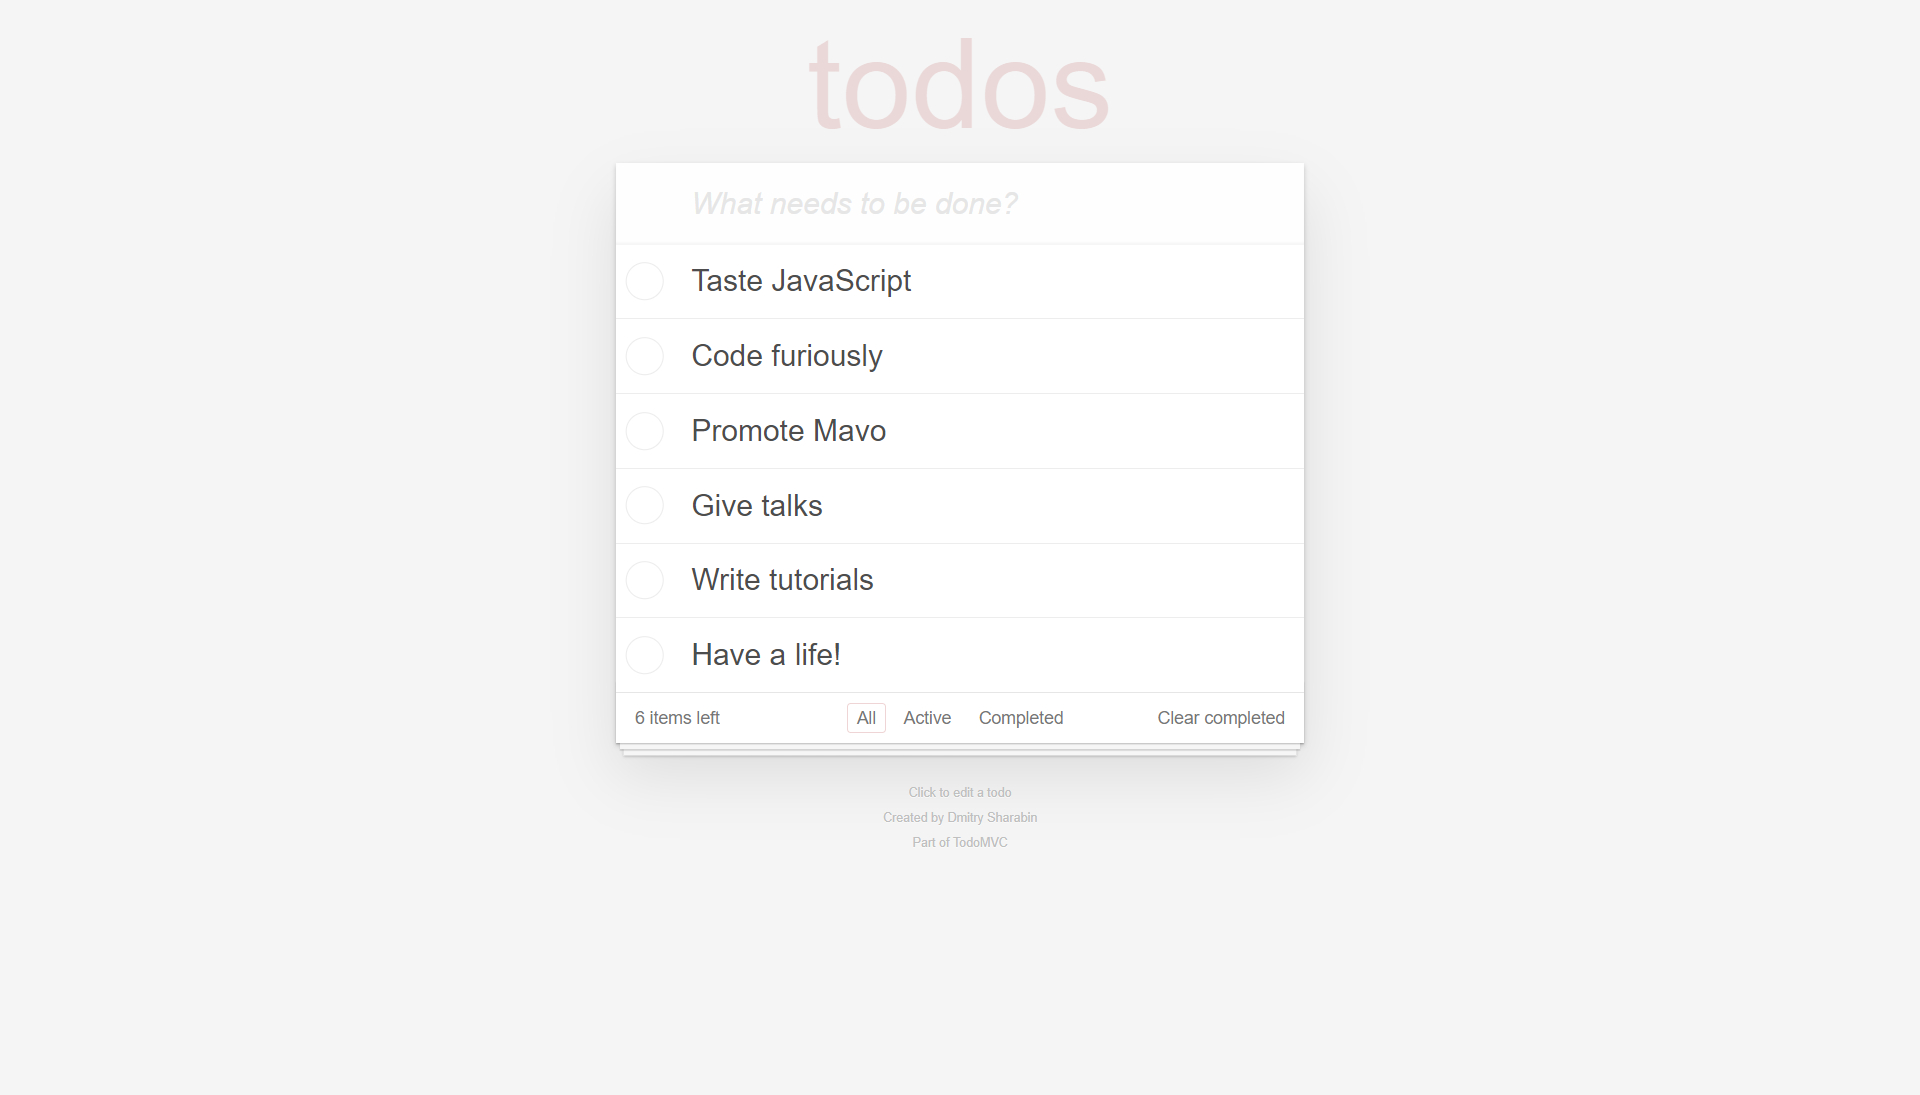 todos
What needs to be done?
Taste JavaScript
Code furiously
Promote Mavo
Give talks
Write tutorials
Have a life!
6 items left All Active Completed Clear completed
Click to edit a todo
Created by Dmitry Sharabin
Part of TodoMVC